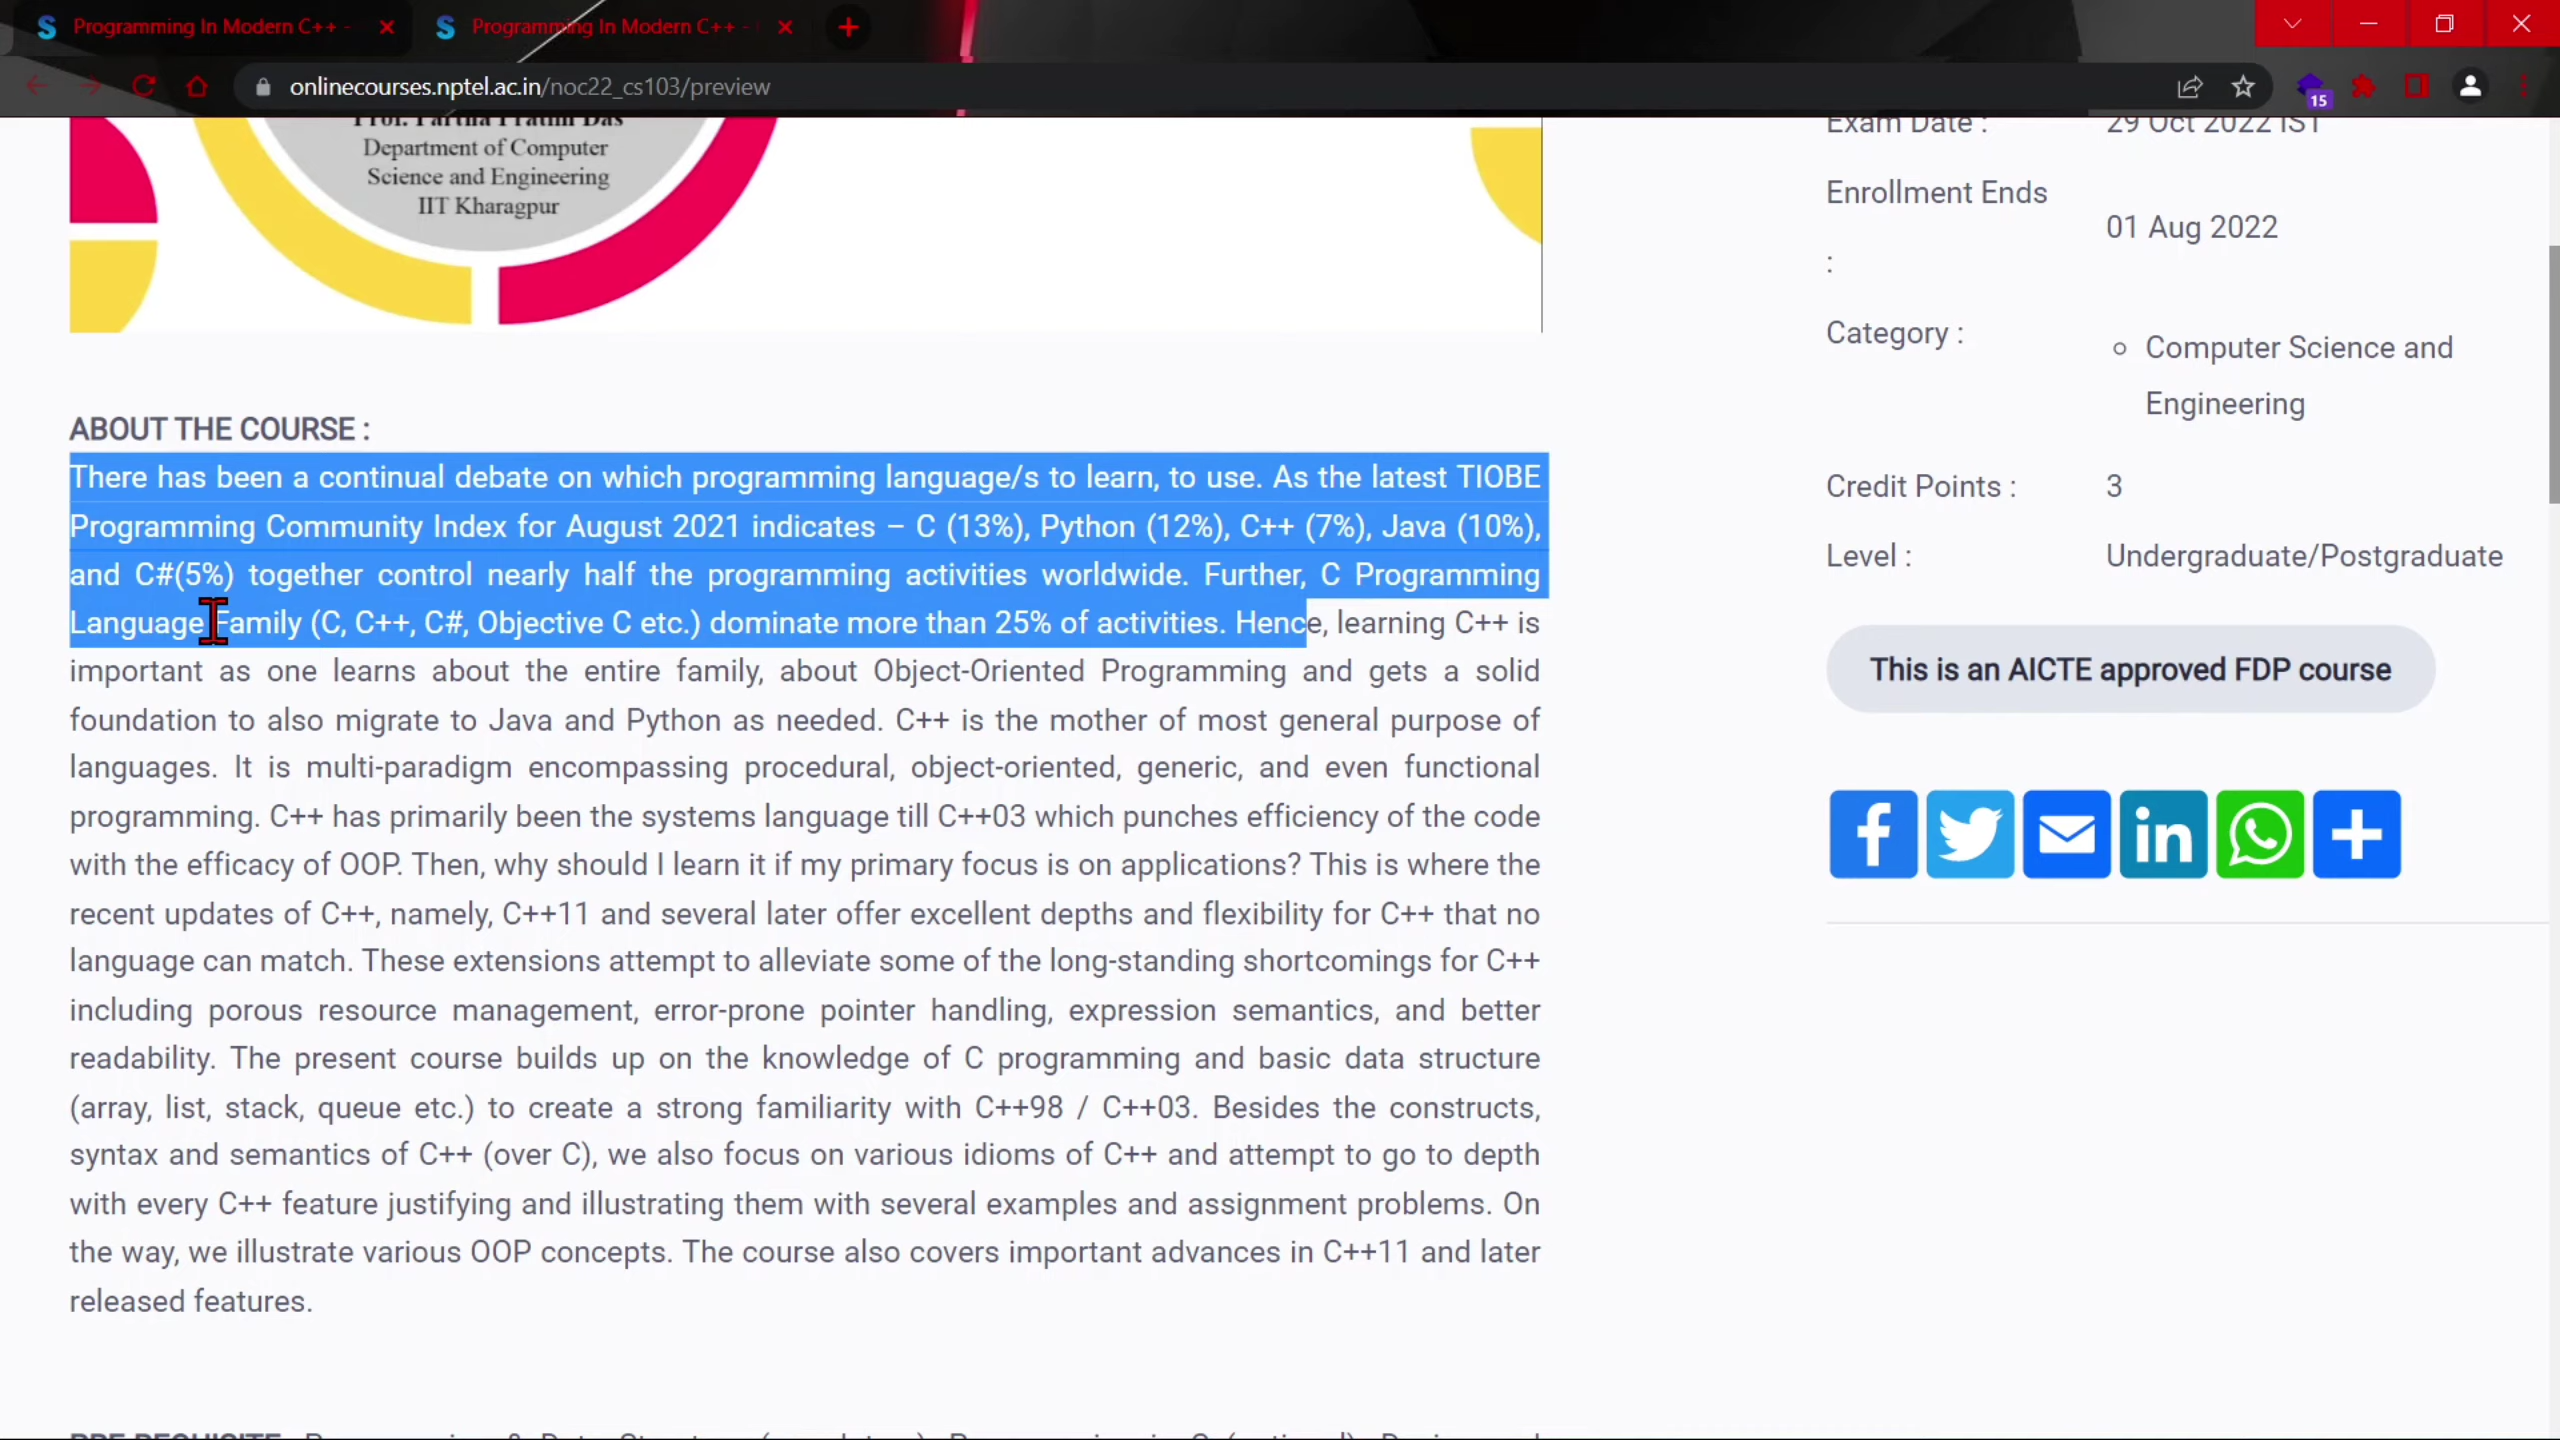 Programming In Modern C++ -
Programming In Modern C++ -
onlinecourses.nptel.ac.in/noc22_cs103/preview
15
Prof. Partha Pratim Das
Department of Computer
Science and Engineering
IIT Kharagpur
ABOUT THE COURSE :
There has been a continual debate on which programming language/s to learn, to use. As the latest TIOBE
Programming Community Index for August 2021 indicates – C (13%), Python (12%), C++ (7%), Java (10%),
and C#(5%) together control nearly half the programming activities worldwide. Further, C Programming
Language Family (C, C++, C#, Objective C etc.) dominate more than 25% of activities. Hence, learning C++ is
important as one learns about the entire family, about Object-Oriented Programming and gets a solid
foundation to also migrate to Java and Python as needed. C++ is the mother of most general purpose of
languages. It is multi-paradigm encompassing procedural, object-oriented, generic, and even functional
programming. C++ has primarily been the systems language till C++03 which punches efficiency of the code
with the efficacy of OOP. Then, why should I learn it if my primary focus is on applications? This is where the
recent updates of C++, namely, C++11 and several later offer excellent depths and flexibility for C++ that no
language can match. These extensions attempt to alleviate some of the long-standing shortcomings for C++
including porous resource management, error-prone pointer handling, expression semantics, and better
readability. The present course builds up on the knowledge of C programming and basic data structure
(array, list, stack, queue etc.) to create a strong familiarity with C++98 / C++03. Besides the constructs,
syntax and semantics of C++ (over C), we also focus on various idioms of C++ and attempt to go to depth
with every C++ feature justifying and illustrating them with several examples and assignment problems. On
the way, we illustrate various OOP concepts. The course also covers important advances in C++11 and later
released features.
Exam Date : 29 Oct 2022 IST
Enrollment Ends
: 01 Aug 2022
Category : Computer Science and
Engineering
Credit Points : 3
Level : Undergraduate/Postgraduate
This is an AICTE approved FDP course